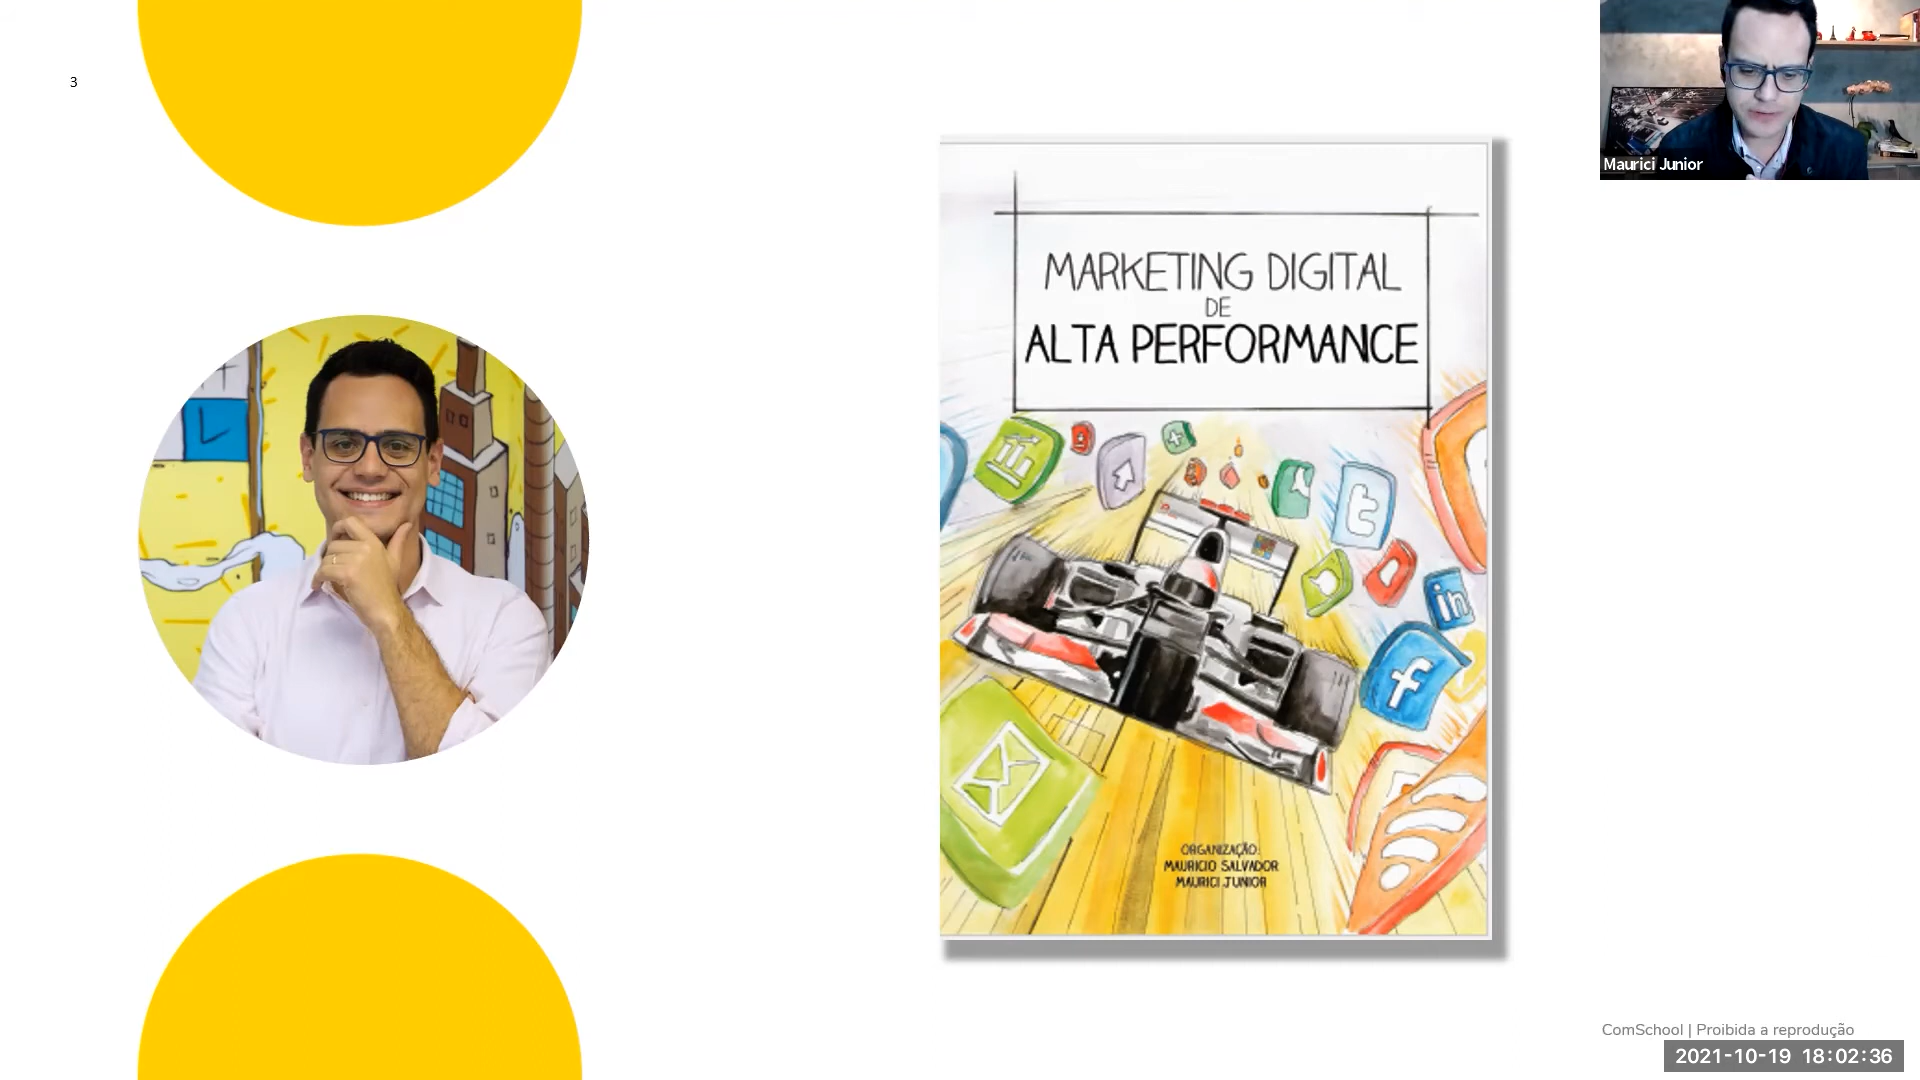 3
Maurici Junior
MARKETING DIGITAL
DE
ALTA PERFORMANCE
in
f
ORGANIZAÇÃO:
MAURICIO SALVADOR
MAURICI JUNIOR
ComSchool | Proibida a reprodução
2021-10-19 18:02:36